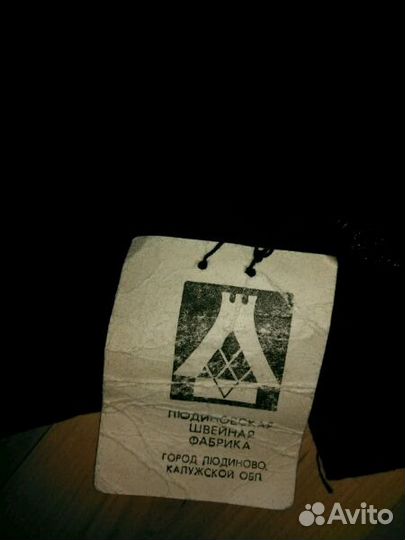 ЛЮДИНОВСКАЯ
ШВЕЙНАЯ
ФАБРИКА
ГОРОД ЛЮДИНОВО,
КАЛУЖСКОЙ ОБЛ
Avito